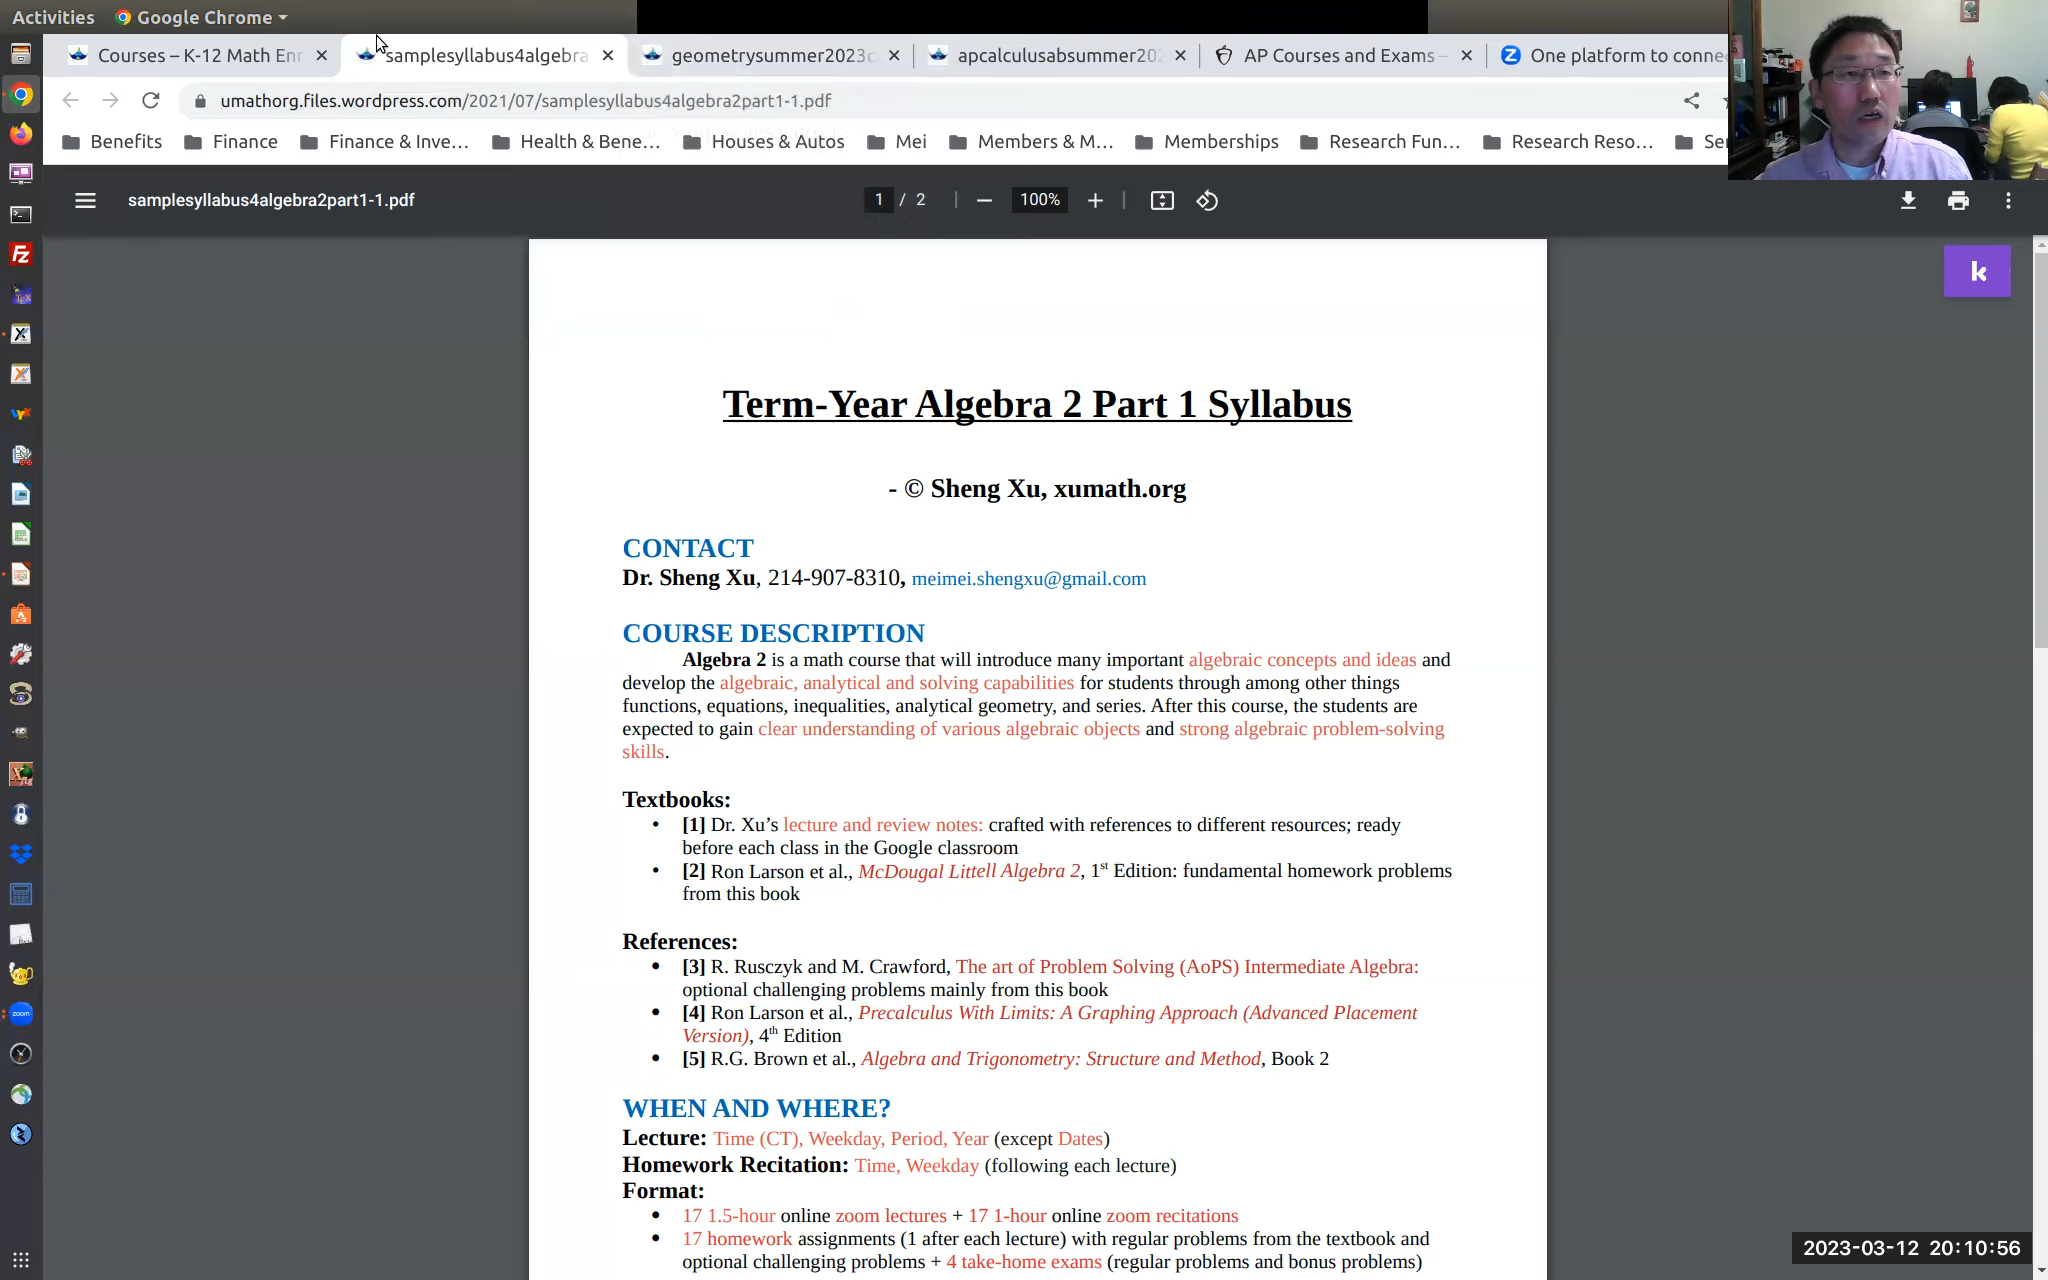 Activities
Google Chrome
Courses – K-12 Math Enr
samplesyllabus4algebra
geometrysummer2023c
apcalculusabsummer202
AP Courses and Exams –
One platform to conne
umathorg.files.wordpress.com/2021/07/samplesyllabus4algebra2part1-1.pdf
Benefits
Finance
Finance & Inve...
Health & Bene...
Houses & Autos
Mei
Members & M...
Memberships
Research Fun...
Research Reso...
Ser
samplesyllabus4algebra2part1-1.pdf
1 / 2
100%
k
Term-Year Algebra 2 Part 1 Syllabus
- © Sheng Xu, xumath.org
CONTACT
Dr. Sheng Xu, 214-907-8310, meimei.shengxu@gmail.com
COURSE DESCRIPTION
Algebra 2 is a math course that will introduce many important algebraic concepts and ideas and
develop the algebraic, analytical and solving capabilities for students through among other things
functions, equations, inequalities, analytical geometry, and series. After this course, the students are
expected to gain clear understanding of various algebraic objects and strong algebraic problem-solving
skills.
Textbooks:
• [1] Dr. Xu’s lecture and review notes: crafted with references to different resources; ready
before each class in the Google classroom
• [2] Ron Larson et al., McDougal Littell Algebra 2, 1st Edition: fundamental homework problems
from this book
References:
• [3] R. Rusczyk and M. Crawford, The art of Problem Solving (AoPS) Intermediate Algebra:
optional challenging problems mainly from this book
• [4] Ron Larson et al., Precalculus With Limits: A Graphing Approach (Advanced Placement
Version), 4th Edition
• [5] R.G. Brown et al., Algebra and Trigonometry: Structure and Method, Book 2
WHEN AND WHERE?
Lecture: Time (CT), Weekday, Period, Year (except Dates)
Homework Recitation: Time, Weekday (following each lecture)
Format:
• 17 1.5-hour online zoom lectures + 17 1-hour online zoom recitations
• 17 homework assignments (1 after each lecture) with regular problems from the textbook and
optional challenging problems + 4 take-home exams (regular problems and bonus problems)
zoom
2023-03-12 20:10:56